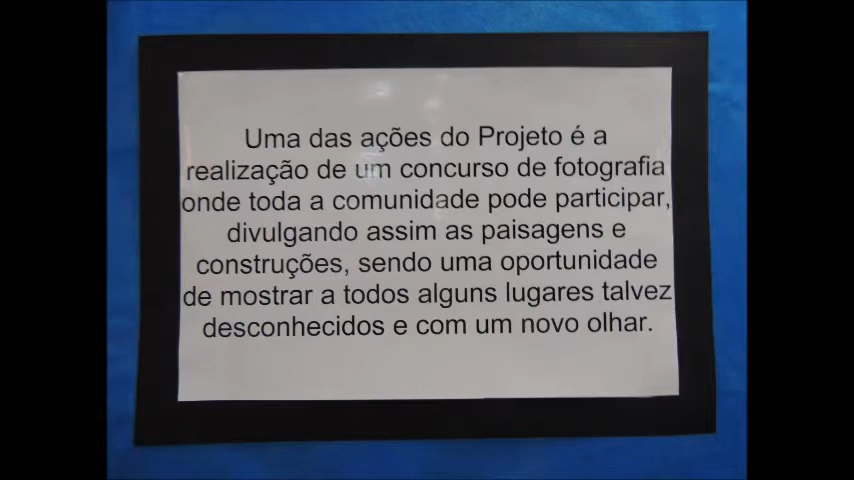 Uma das ações do Projeto é a
realização de um concurso de fotografia
onde toda a comunidade pode participar,
divulgando assim as paisagens e
construções, sendo uma oportunidade
de mostrar a todos alguns lugares talvez
desconhecidos e com um novo olhar.